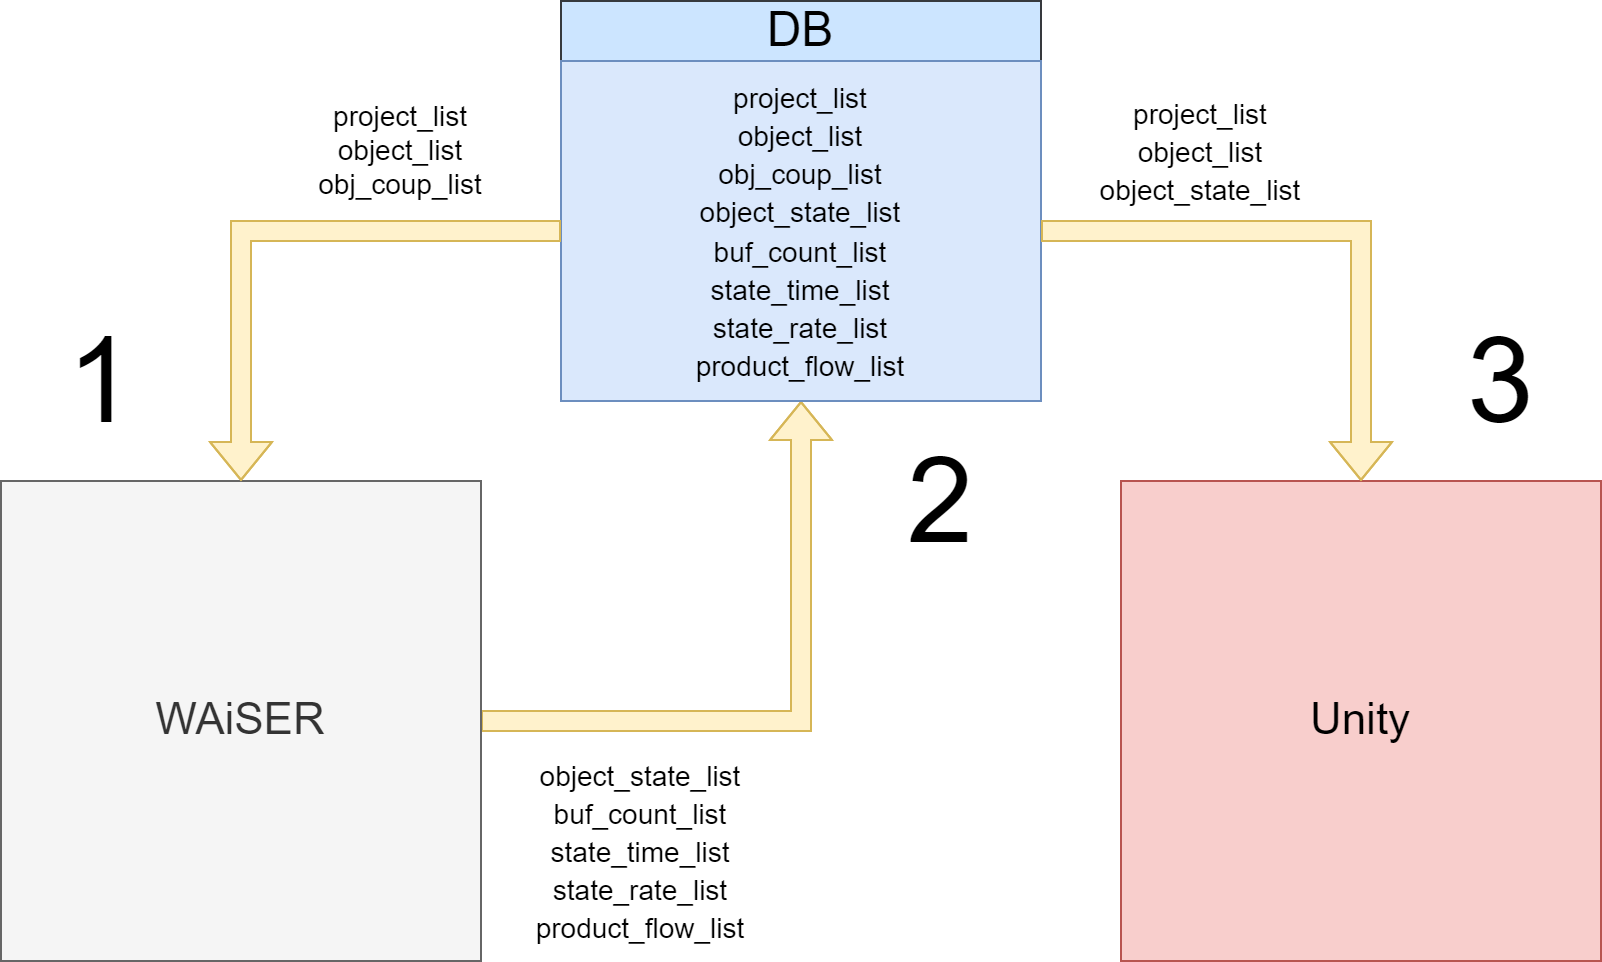 DB
project_list
object_list
obj_coup_list
object_state_list
buf_count_list
state_time_list
state_rate_list
product_flow_list
project_list
object_list
obj_coup_list
1
WAiSER
object_state_list
buf_count_list
state_time_list
state_rate_list
product_flow_list
2
project_list
object_list
object_state_list
3
Unity